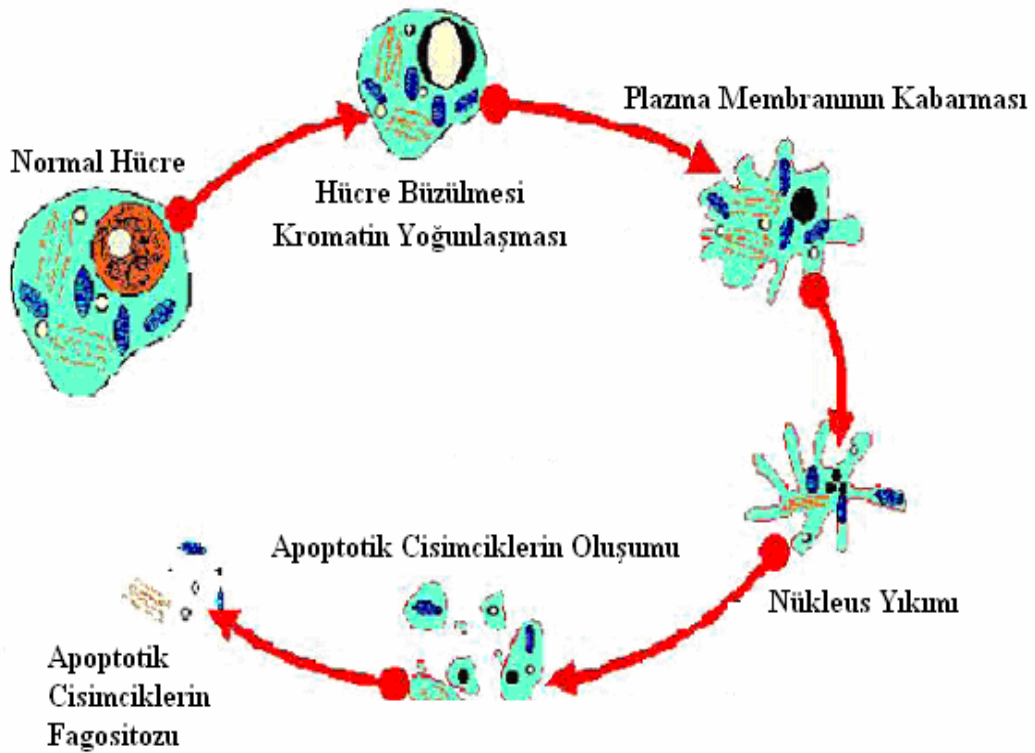 Normal Hücre
Hücre Büzülmesi
Kromatin Yoğunlaşması
Plazma Membranının Kabarması
Nükleus Yıkımı
Apoptotik Cisimciklerin Oluşumu
Apoptotik
Cisimciklerin
Fagositozu